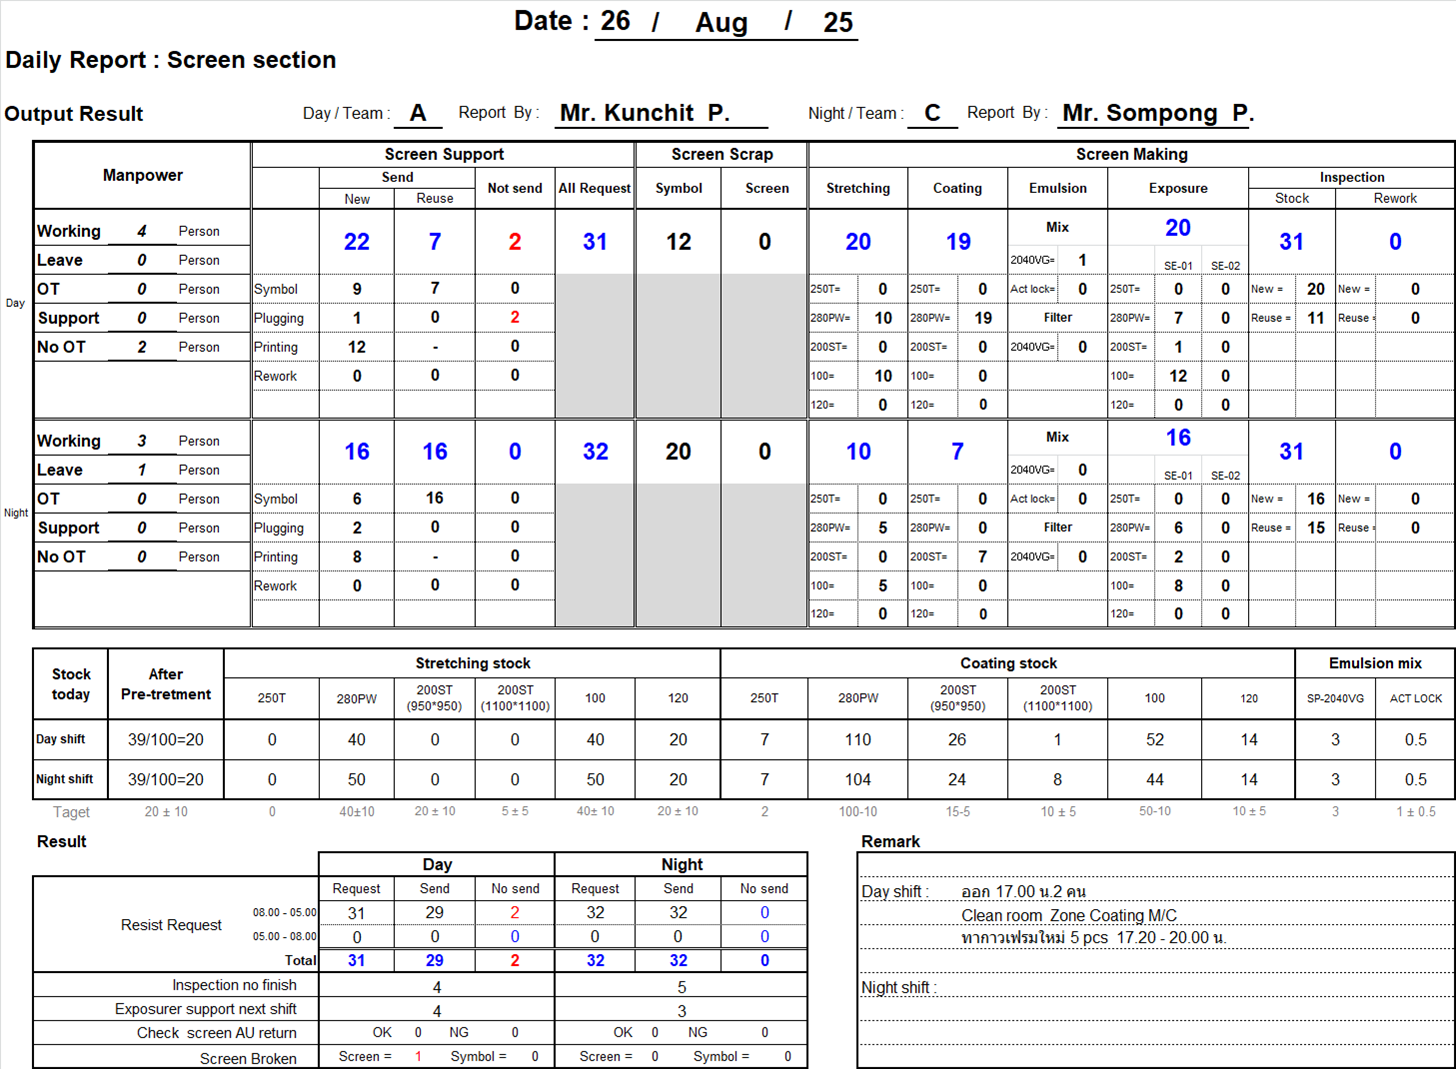 Date : 26 / Aug / 25
Daily Report : Screen section
Output Result Day / Team : A Report By : Mr. Kunchit P. Night / Team : C Report By : Mr. Sompong P.
Manpower Screen Support Screen Scrap Screen Making
Send Not send All Request Symbol Screen Stretching Coating Emulsion Exposure Inspection
New Reuse Stock Rework
Day
Working 4 Person 22 7 2 31 12 0 20 19 Mix 20 31 0
Leave 0 Person 2040VG= 1 SE-01 SE-02
OT 0 Person Symbol 9 7 0 250T= 0 250T= 0 Act lock= 0 250T= 0 0 New = 20 New = 0
Support 0 Person Plugging 1 0 2 280PW= 10 280PW= 19 Filter 280PW= 7 0 Reuse = 11 Reuse = 0
No OT 2 Person Printing 12 - 0 200ST= 0 200ST= 0 2040VG= 0 200ST= 1 0
Rework 0 0 0 100= 10 100= 0 100= 12 0
120= 0 120= 0 120= 0 0
Night
Working 3 Person 16 16 0 32 20 0 10 7 Mix 16 31 0
Leave 1 Person 2040VG= 0 SE-01 SE-02
OT 0 Person Symbol 6 16 0 250T= 0 250T= 0 Act lock= 0 250T= 0 0 New = 16 New = 0
Support 0 Person Plugging 2 0 0 280PW= 5 280PW= 0 Filter 280PW= 6 0 Reuse = 15 Reuse = 0
No OT 0 Person Printing 8 - 0 200ST= 0 200ST= 7 2040VG= 0 200ST= 2 0
Rework 0 0 0 100= 5 100= 0 100= 8 0
120= 0 120= 0 120= 0 0
Stock today After Pre-tretment Stretching stock Coating stock Emulsion mix
250T 280PW 200ST (950*950) 200ST (1100*1100) 100 120 250T 280PW 200ST (950*950) 200ST (1100*1100) 100 120 SP-2040VG ACT LOCK
Day shift 39/100=20 0 40 0 0 40 20 7 110 26 1 52 14 3 0.5
Night shift 39/100=20 0 50 0 0 50 20 7 104 24 8 44 14 3 0.5
Taget 20 ± 10 0 40±10 20 ± 10 5 ± 5 40± 10 20 ± 10 2 100-10 15-5 10 ± 5 50-10 10 ± 5 3 1 ± 0.5
Result
Day Night
Request Send No send Request Send No send
Resist Request 08.00 - 05.00 31 29 2 32 32 0
05.00 - 08.00 0 0 0 0 0 0
Total 31 29 2 32 32 0
Inspection no finish 4 5
Exposurer support next shift 4 3
Check screen AU return OK 0 NG 0 OK 0 NG 0
Screen Broken Screen = 1 Symbol = 0 Screen = 0 Symbol = 0
Remark
Day shift : ออก 17.00 น.2 คน
Clean room Zone Coating M/C
ทากาวเฟรมใหม่ 5 pcs 17.20 - 20.00 น.
Night shift :